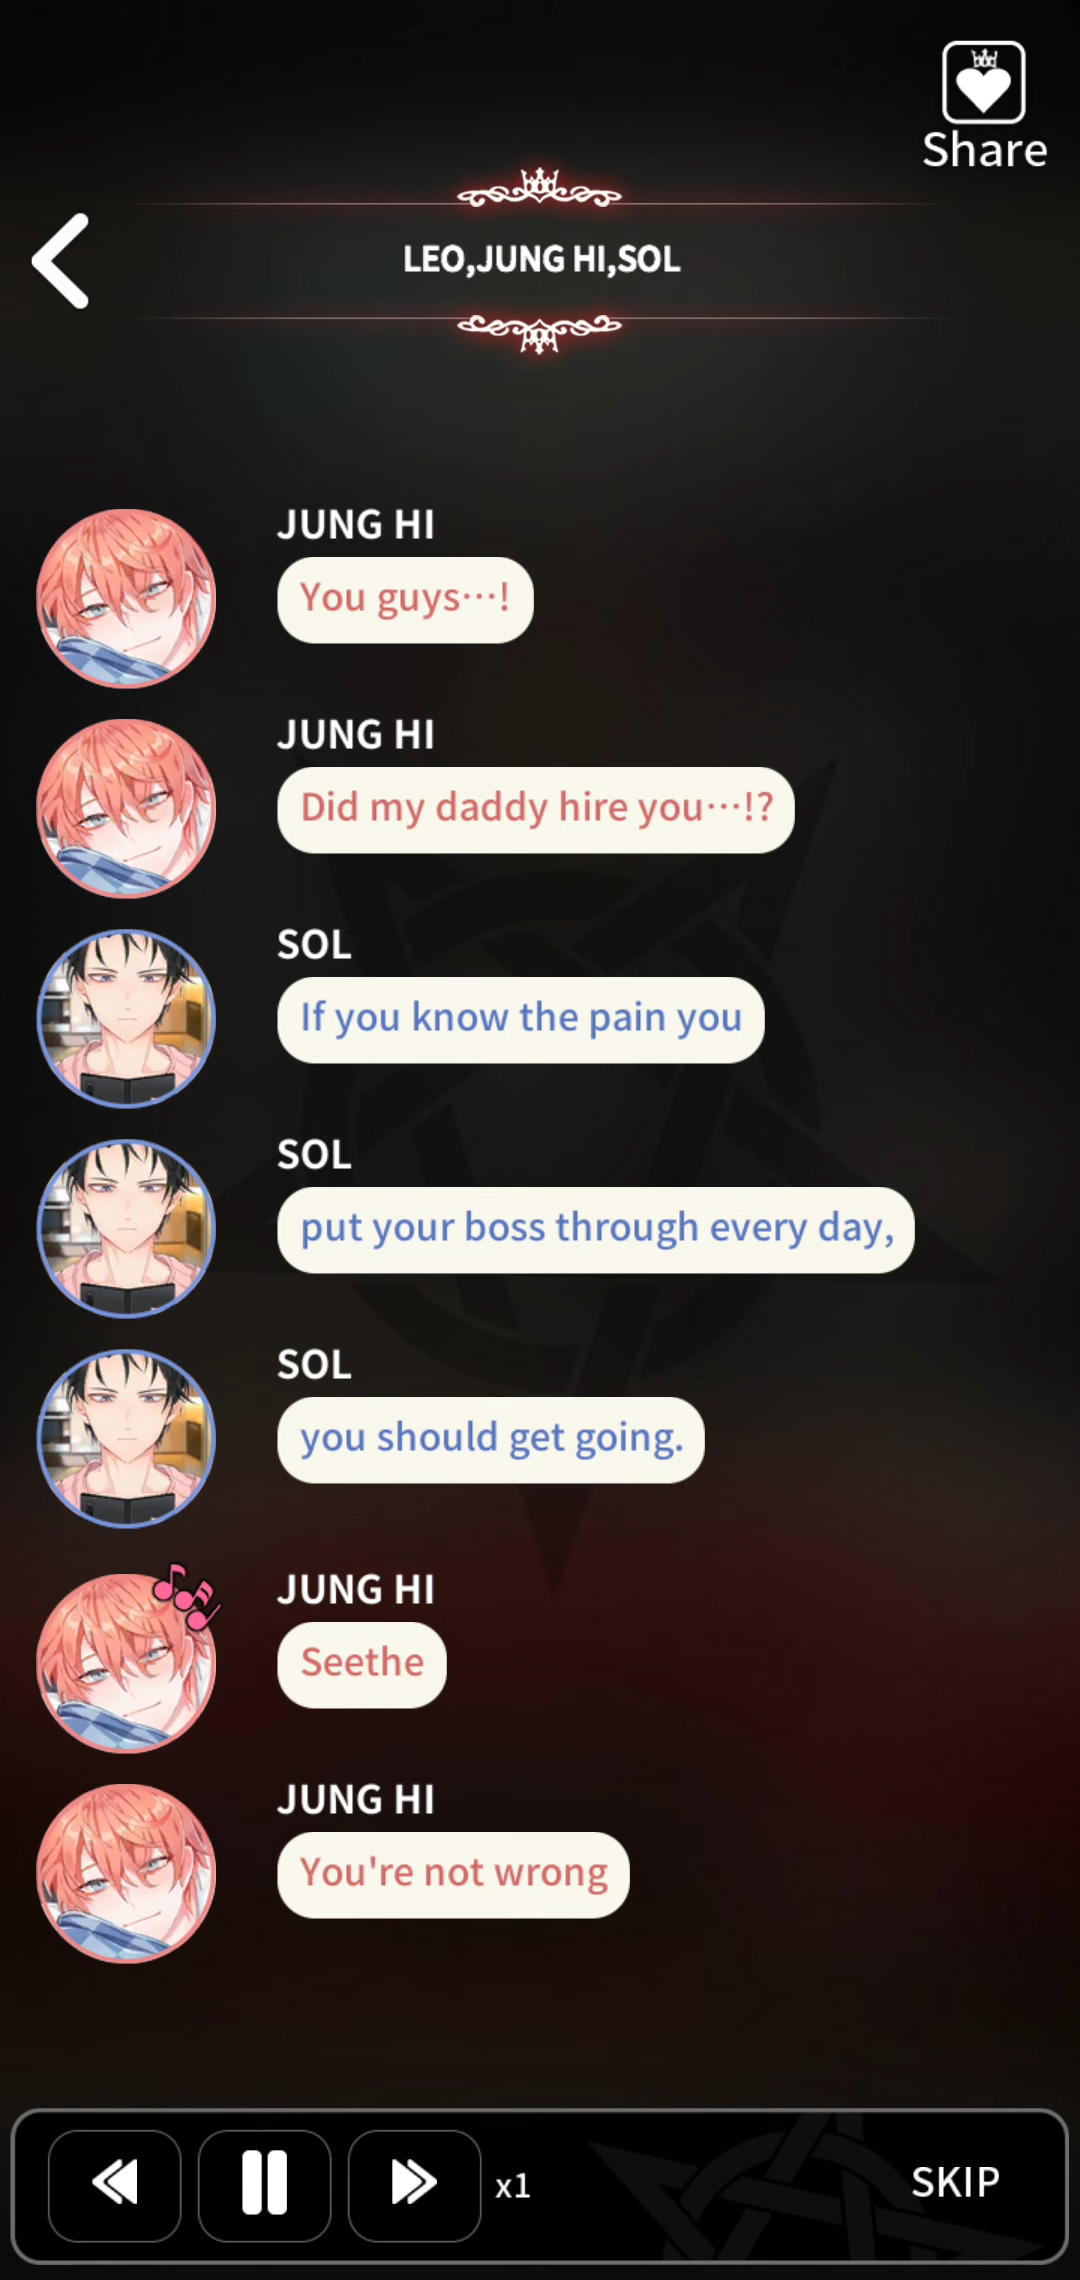 Share
LEO,JUNG HI,SOL
JUNG HI
You guys…!
JUNG HI
Did my daddy hire you…!?
SOL
If you know the pain you
SOL
put your boss through every day,
SOL
you should get going.
JUNG HI
Seethe
JUNG HI
You're not wrong
x1
SKIP